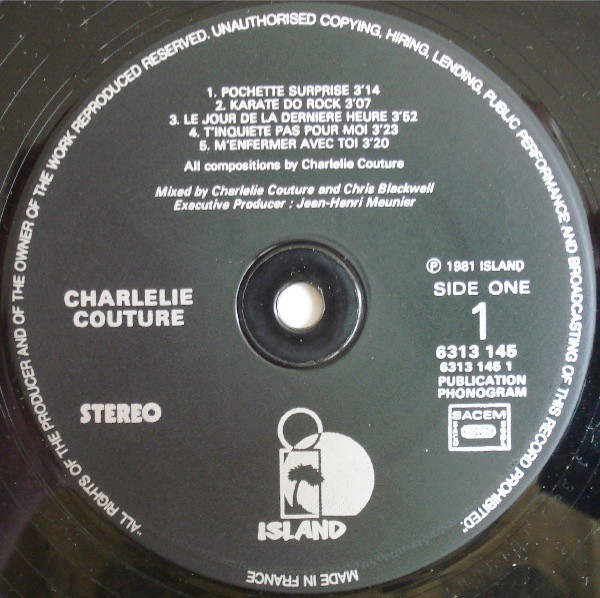 "ALL RIGHTS OF THE PRODUCER AND OF THE OWNER OF THE WORK REPRODUCED RESERVED. UNAUTHORISED COPYING, HIRING, LENDING, PUBLIC PERFORMANCE AND BROADCASTING OF THIS RECORD PROHIBITED."
1. POCHETTE SURPRISE 3'14
2. KARATE DO ROCK 3'07
3. LE JOUR DE LA DERNIERE HEURE 3'52
4. T'INQUIETE PAS POUR MOI 3'23
5. M'ENFERMER AVEC TOI 3'20
All compositions by Charlelie Couture
Mixed by Charlelie Couture and Chris Blackwell
Executive Producer : Jean-Henri Meunier
CHARLELIE
COUTURE
STEREO
℗ 1981 ISLAND
SIDE ONE
1
6313 145
6313 145 1
PUBLICATION
PHONOGRAM
SACEM
ISLAND
MADE IN FRANCE